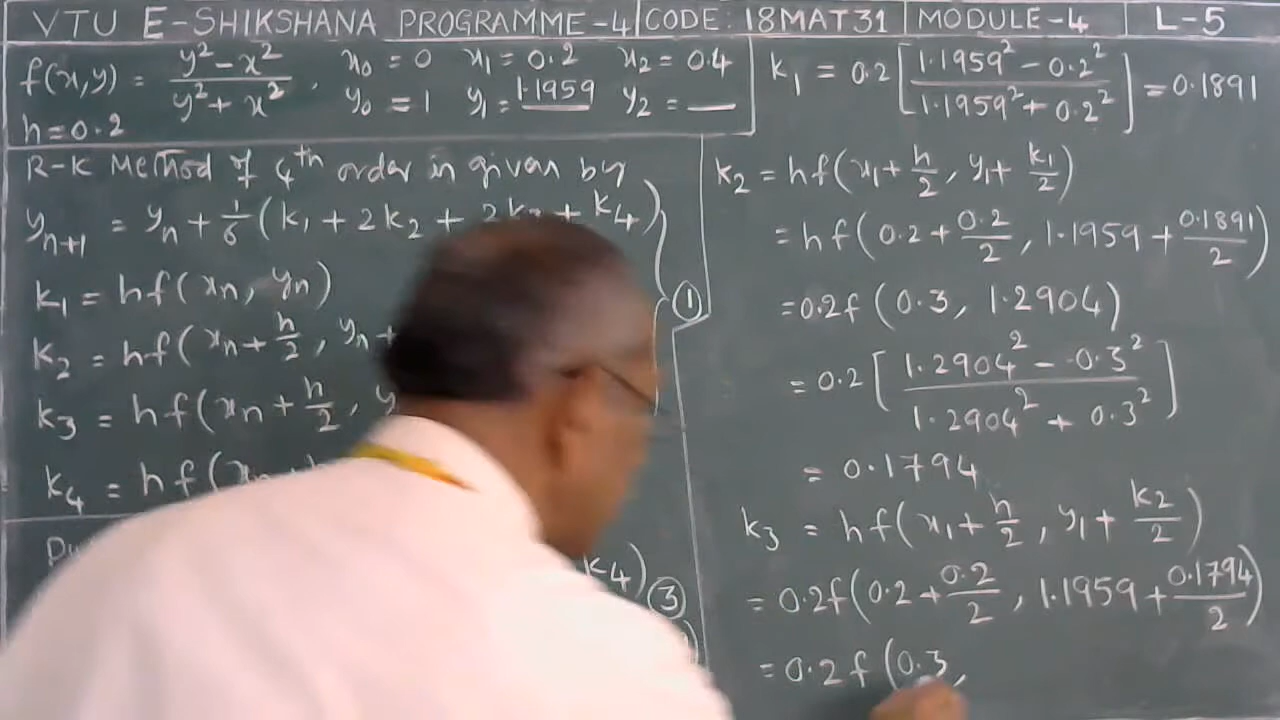 VTU E-SHIKSHANA PROGRAMME-4 CODE: 18MAT31 MODULE-4 L-5
f(x,y) = (y² - x²)/(y² + x²), x₀ = 0 x₁ = 0.2 x₂ = 0.4
y₀ = 1 y₁ = 1.1959 y₂ = __
h = 0.2
R-K Method of 4th order is given by
yₙ₊₁ = yₙ + 1/6 (k₁ + 2k₂ + 2k₃ + k₄)
k₁ = hf(xₙ, yₙ)
k₂ = hf(xₙ + h/2, yₙ +
k₃ = hf(xₙ + h/2, y
k₄ = hf(xₙ +
①
k₄) ③
k₁ = 0.2[(1.1959² - 0.2²)/(1.1959² + 0.2²)] = 0.1891
k₂ = hf(x₁ + h/2, y₁ + k₁/2)
= hf(0.2 + 0.2/2, 1.1959 + 0.1891/2)
= 0.2f(0.3, 1.2904)
= 0.2[(1.2904² - 0.3²)/(1.2904² + 0.3²)]
= 0.1794
k₃ = hf(x₁ + h/2, y₁ + k₂/2)
= 0.2f(0.2 + 0.2/2, 1.1959 + 0.1794/2)
= 0.2f(0.3,